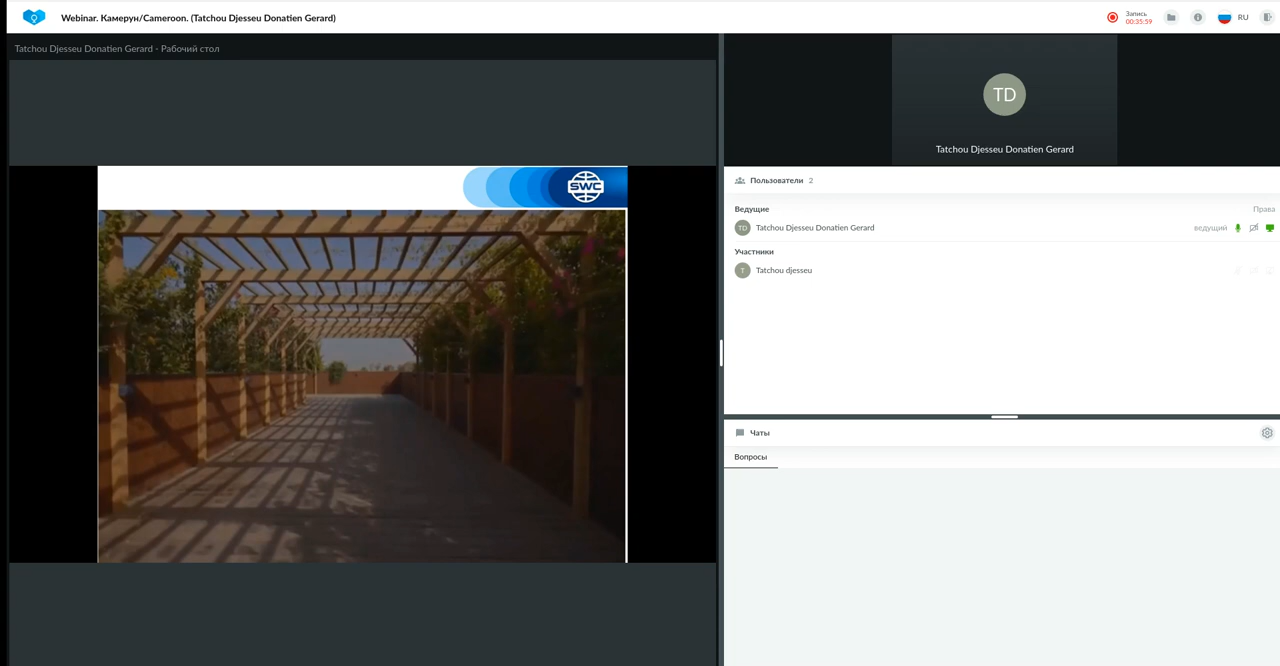 Webinar. Камерун/Cameroon. (Tatchou Djesseu Donatien Gerard)
Запись
00:35:59
RU
Tatchou Djesseu Donatien Gerard - Рабочий стол
SWC
TD
Tatchou Djesseu Donatien Gerard
Пользователи 2
Ведущие Права
TD Tatchou Djesseu Donatien Gerard ведущий
Участники
T Tatchou djesseu
Чаты
Вопросы